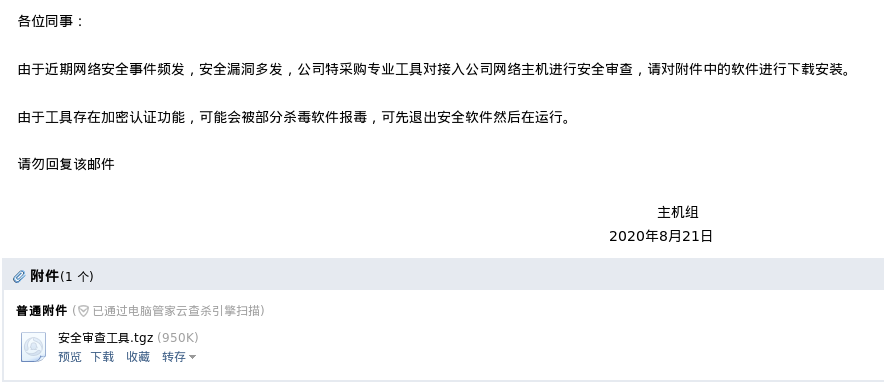 各位同事：
由于近期网络安全事件频发，安全漏洞多发，公司特采购专业工具对接入公司网络主机进行安全审查，请对附件中的软件进行下载安装。
由于工具存在加密认证功能，可能会被部分杀毒软件报毒，可先退出安全软件然后在运行。
请勿回复该邮件
主机组
2020年8月21日
附件(1 个)
普通附件 (已通过电脑管家云查杀引擎扫描)
安全审查工具.tgz (950K)
预览 下载 收藏 转存